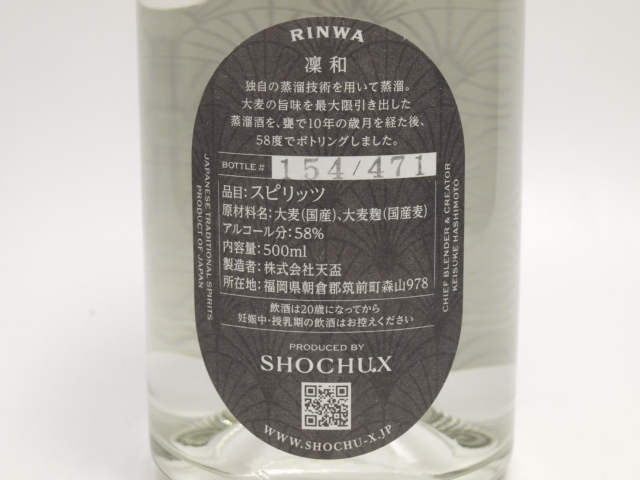 RINWA
凜和
独自の蒸溜技術を用いて蒸溜。
大麦の旨味を最大限引き出した
蒸溜酒を、甕で10年の歳月を経た後、
58度でボトリングしました。
BOTTLE # 154/471
品目:スピリッツ
原材料名:大麦(国産)、大麦麹(国産麦)
アルコール分:58%
内容量:500ml
製造者:株式会社天盃
所在地:福岡県朝倉郡筑前町森山978
飲酒は20歳になってから
妊娠中・授乳期の飲酒はお控えください
JAPANESE TRADITIONAL SPIRITS
PRODUCT OF JAPAN
CHIEF BLENDER & CREATOR
KEISUKE HASHIMOTO
PRODUCED BY
SHOCHU.X
WWW.SHOCHU-X.JP